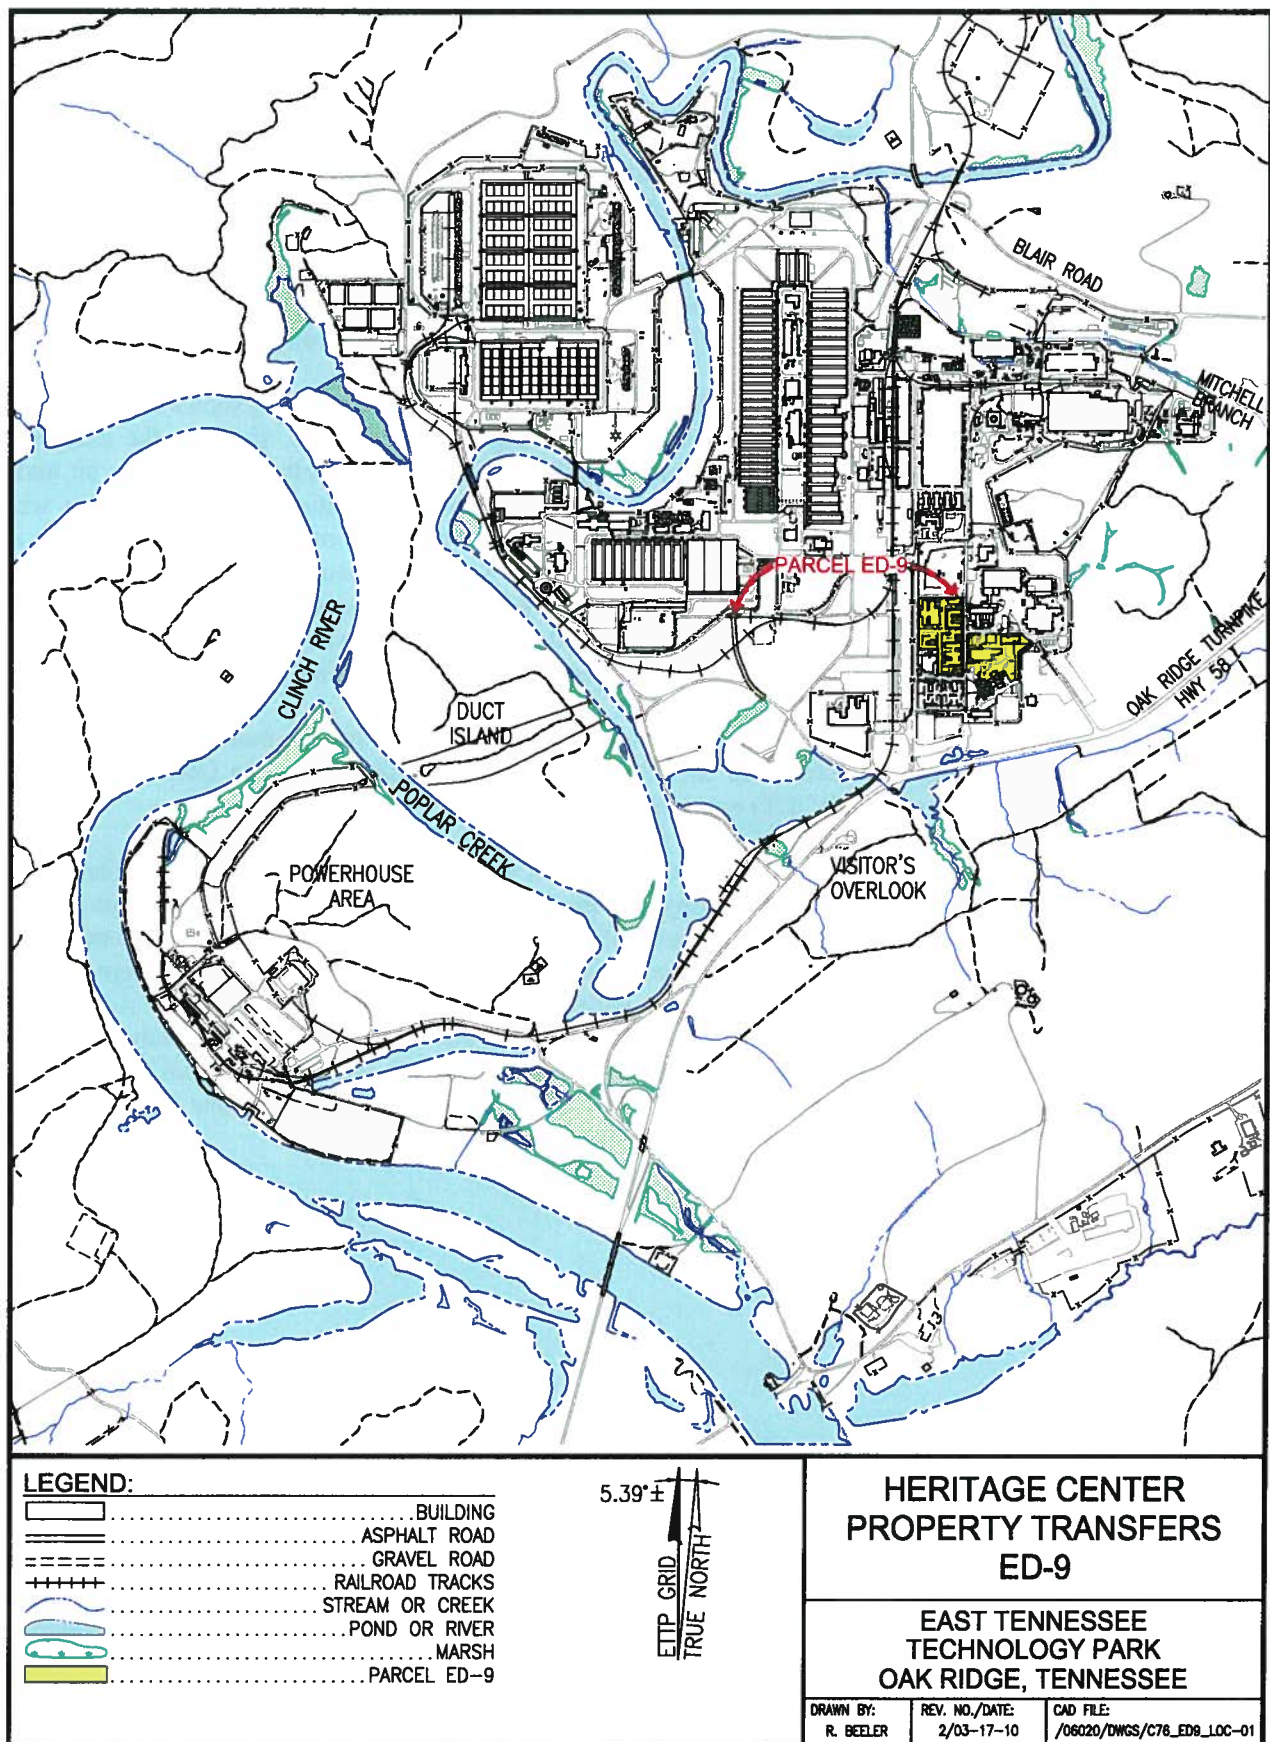 BLAIR ROAD
MITCHELL
BRANCH
PARCEL ED-9
OAK RIDGE TURNPIKE
HWY 58
CLINCH RIVER
DUCT
ISLAND
POPLAR CREEK
POWERHOUSE
AREA
VISITOR'S
OVERLOOK
LEGEND:
BUILDING
ASPHALT ROAD
GRAVEL ROAD
RAILROAD TRACKS
STREAM OR CREEK
POND OR RIVER
MARSH
PARCEL ED-9
5.39°±
ETTP GRID
TRUE NORTH
HERITAGE CENTER
PROPERTY TRANSFERS
ED-9
EAST TENNESSEE
TECHNOLOGY PARK
OAK RIDGE, TENNESSEE
DRAWN BY:
R. BEELER
REV. NO./DATE:
2/03-17-10
CAD FILE:
/06020/DWGS/C76_ED9_LOC-01